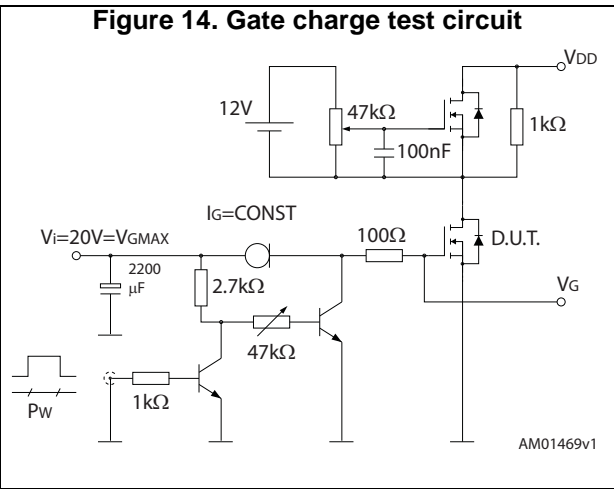 Figure 14. Gate charge test circuit
VDD
12V
47kΩ
1kΩ
100nF
IG=CONST
Vi=20V=VGMAX
100Ω
D.U.T.
2200
μF
2.7kΩ
VG
47kΩ
1kΩ
PW
AM01469v1